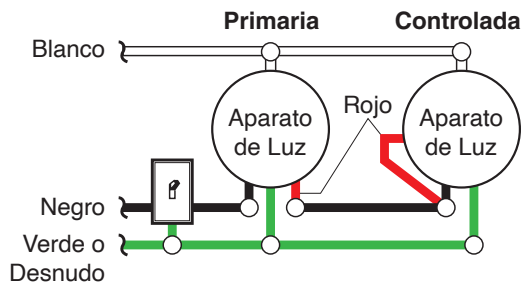 Primaria
Controlada
Blanco
Rojo
Aparato
de Luz
Aparato
de Luz
Negro
Verde o
Desnudo